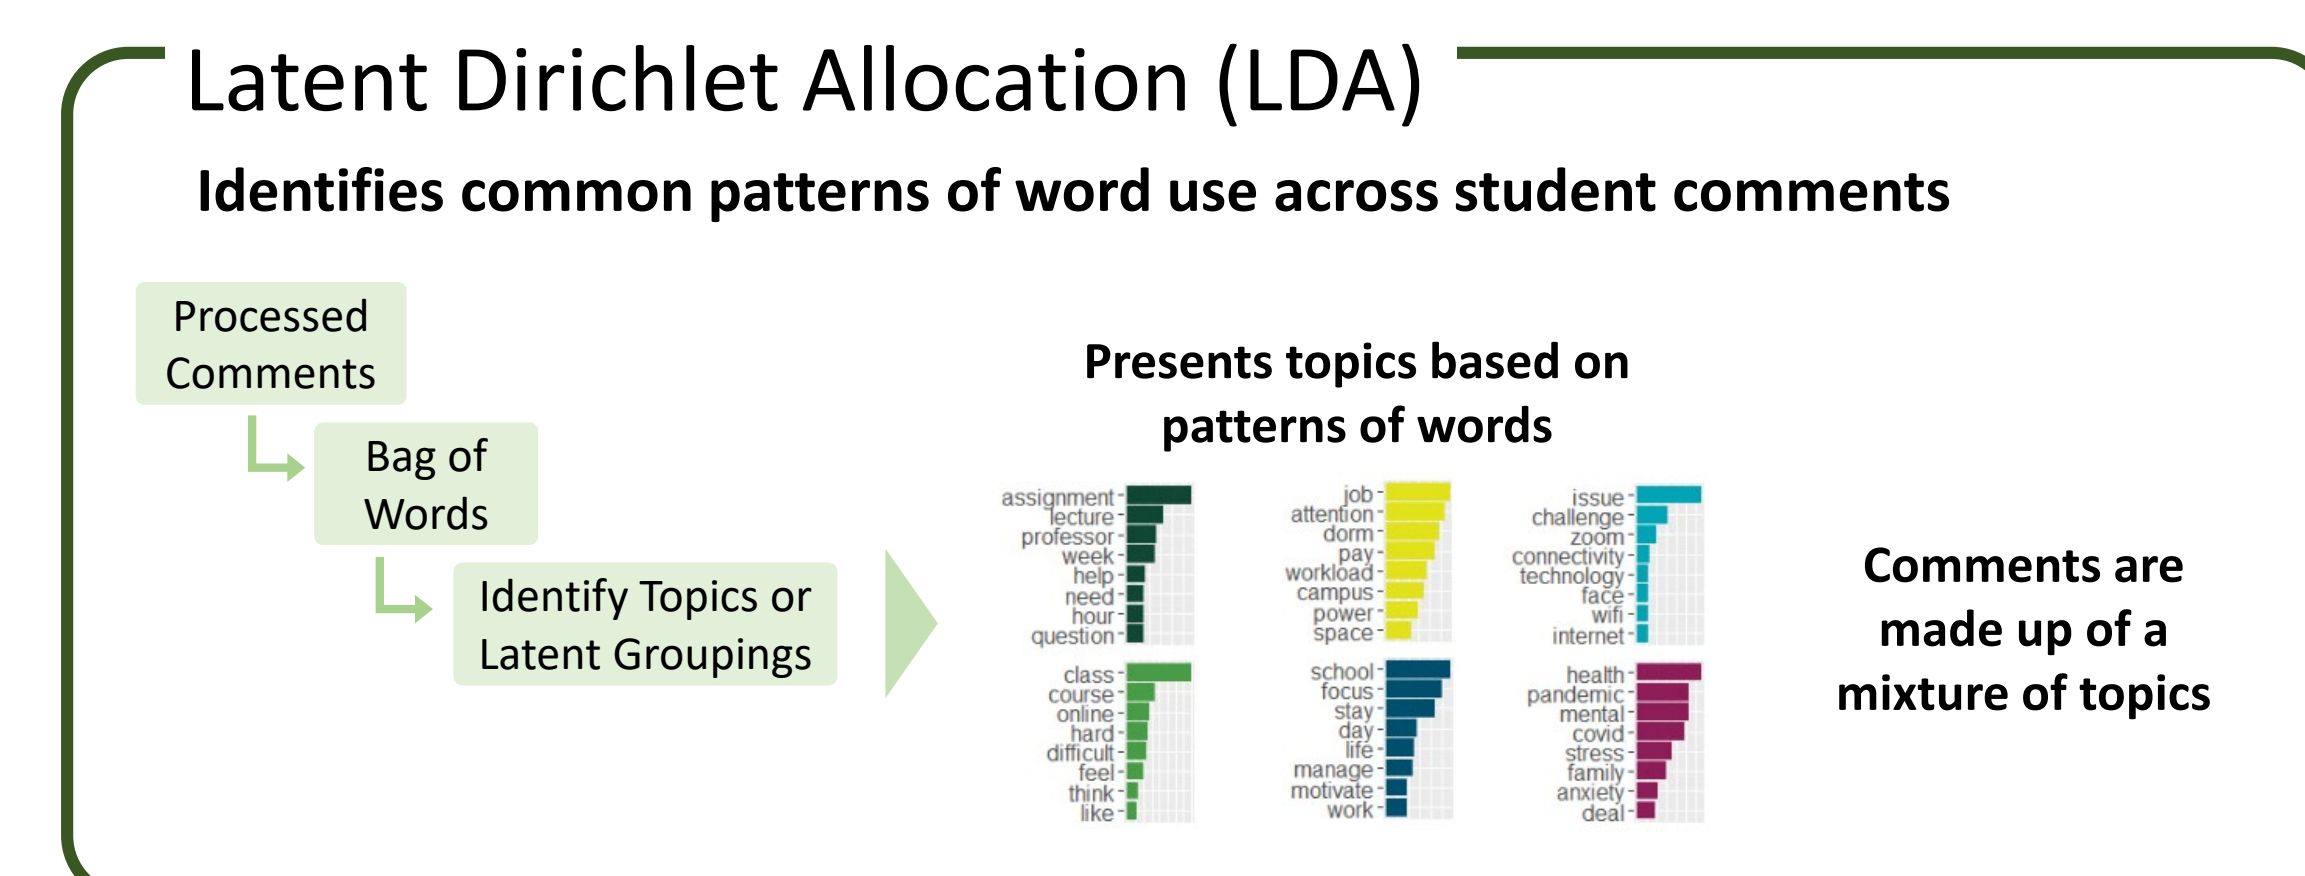 Latent Dirichlet Allocation (LDA)
Identifies common patterns of word use across student comments
Processed
Comments
Bag of
Words
Identify Topics or
Latent Groupings
Presents topics based on
patterns of words
assignment
lecture
professor
week
help
need
hour
question
job
attention
dorm
pay
workload
campus
power
space
issue
challenge
zoom
connectivity
technology
face
wifi
internet
class
course
online
hard
difficult
feel
think
like
school
focus
stay
day
life
manage
motivate
work
health
pandemic
mental
covid
stress
family
anxiety
deal
Comments are
made up of a
mixture of topics